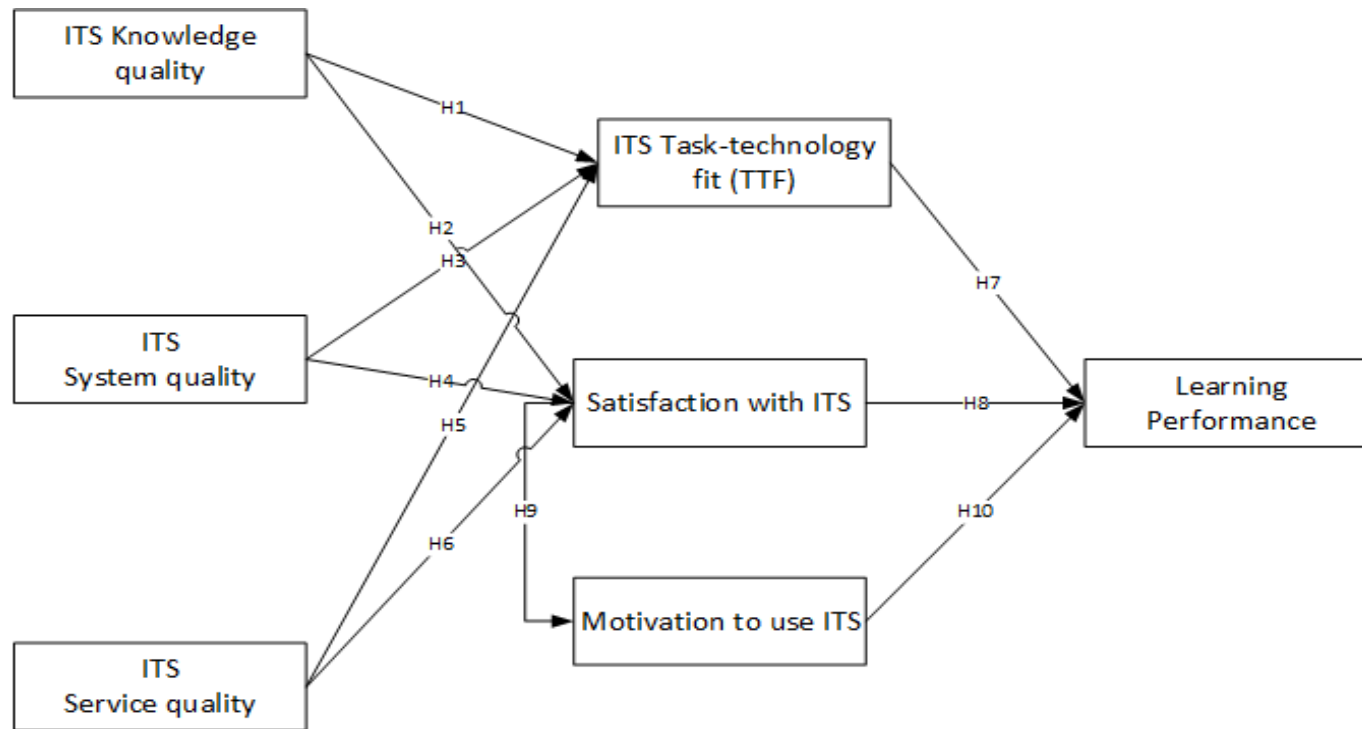 ITS Knowledge
quality
H1
ITS Task-technology
fit (TTF)
H2
H3
H7
ITS
System quality
H4
Satisfaction with ITS
H8
Learning
Performance
H5
H9
H10
H6
Motivation to use ITS
ITS
Service quality